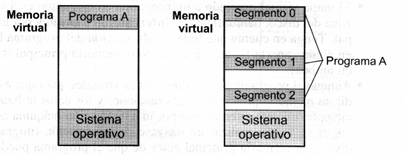 Memoria
virtual
Programa A
Sistema
operativo
Memoria
virtual
Segmento 0
Segmento 1
Segmento 2
Programa A
Sistema
operativo